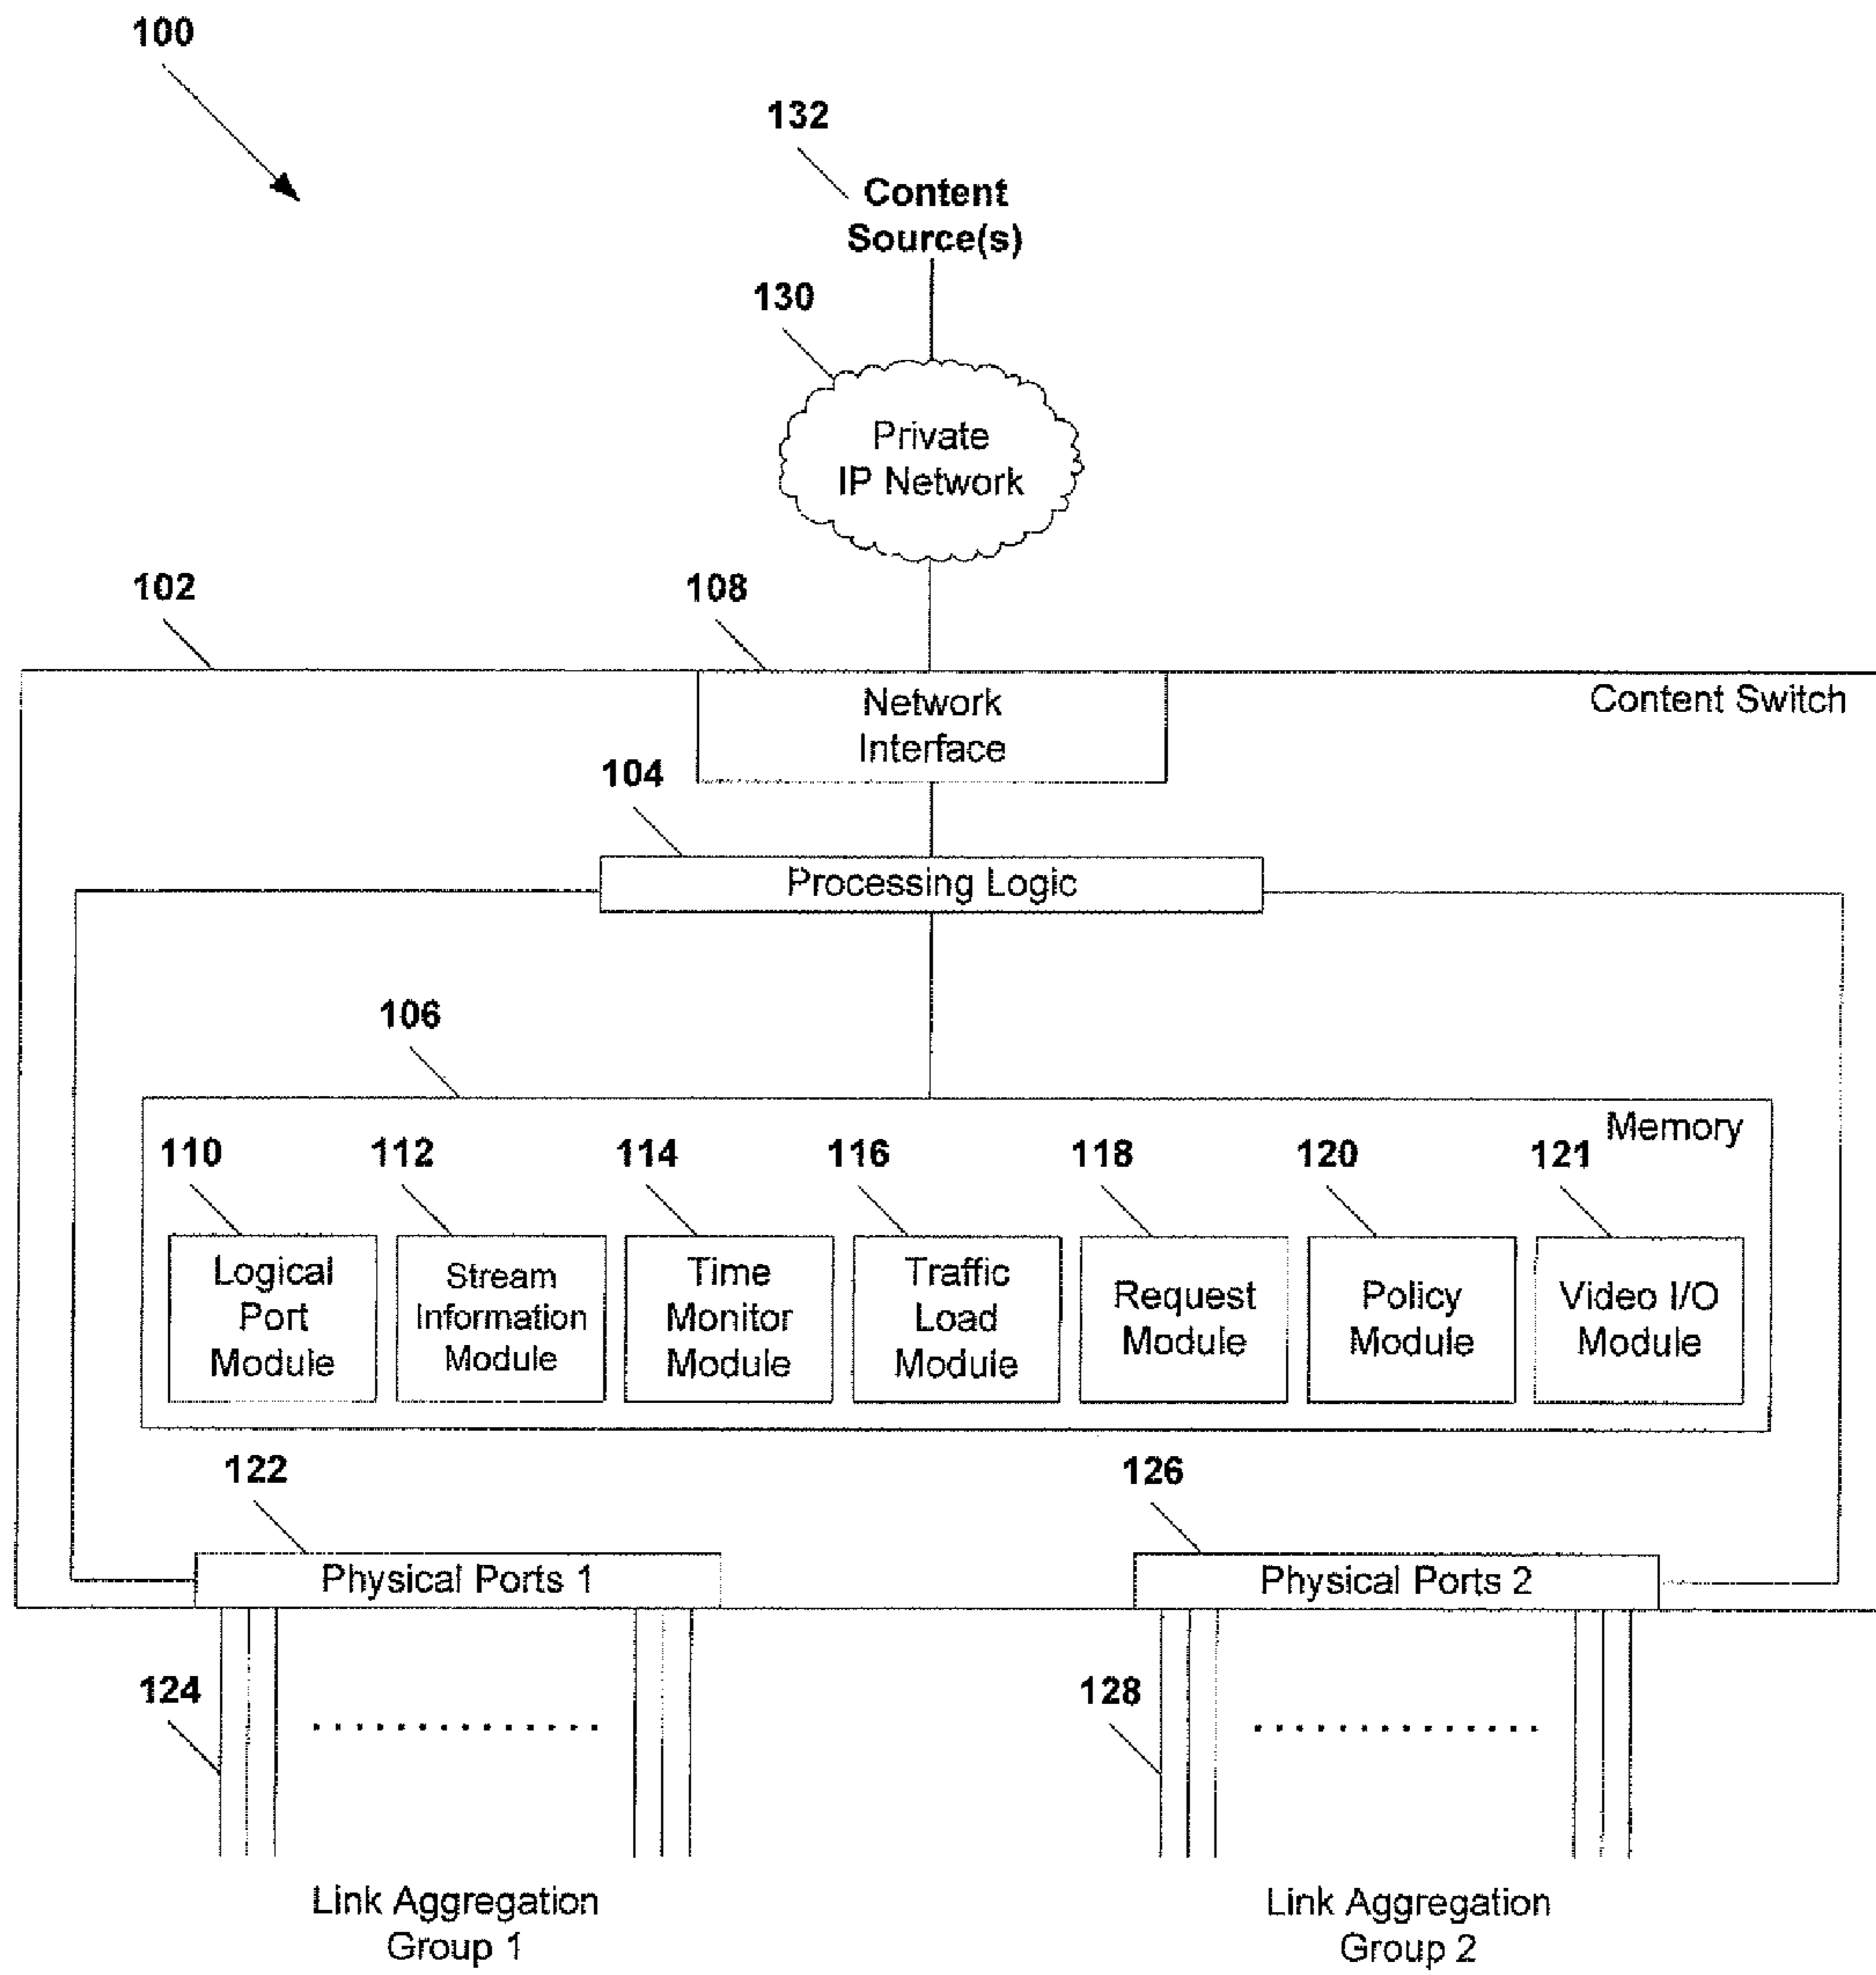 100
132
Content
Source(s)
130
Private
IP Network
102
108
Content Switch
Network
Interface
104
Processing Logic
106
Memory
110
112
114
116
118
120
121
Logical
Port
Module
Stream
Information
Module
Time
Monitor
Module
Traffic
Load
Module
Request
Module
Policy
Module
Video I/O
Module
122
126
Physical Ports 1
Physical Ports 2
124
128
Link Aggregation
Group 1
Link Aggregation
Group 2